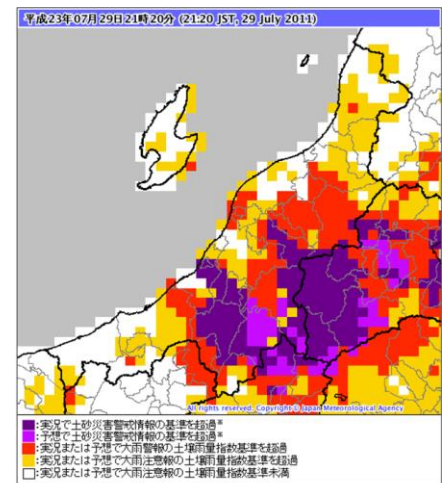 平成23年07月29日21時20分 (21:20 JST, 29 July 2011)
All rights reserved. Copyright © Japan Meteorological Agency
:実況で土砂災害警戒情報の基準を超過*
:予想で土砂災害警戒情報の基準を超過*
:実況または予想で大雨警報の土壌雨量指数基準を超過
:実況または予想で大雨注意報の土壌雨量指数基準を超過
:実況または予想で大雨注意報の土壌雨量指数基準未満